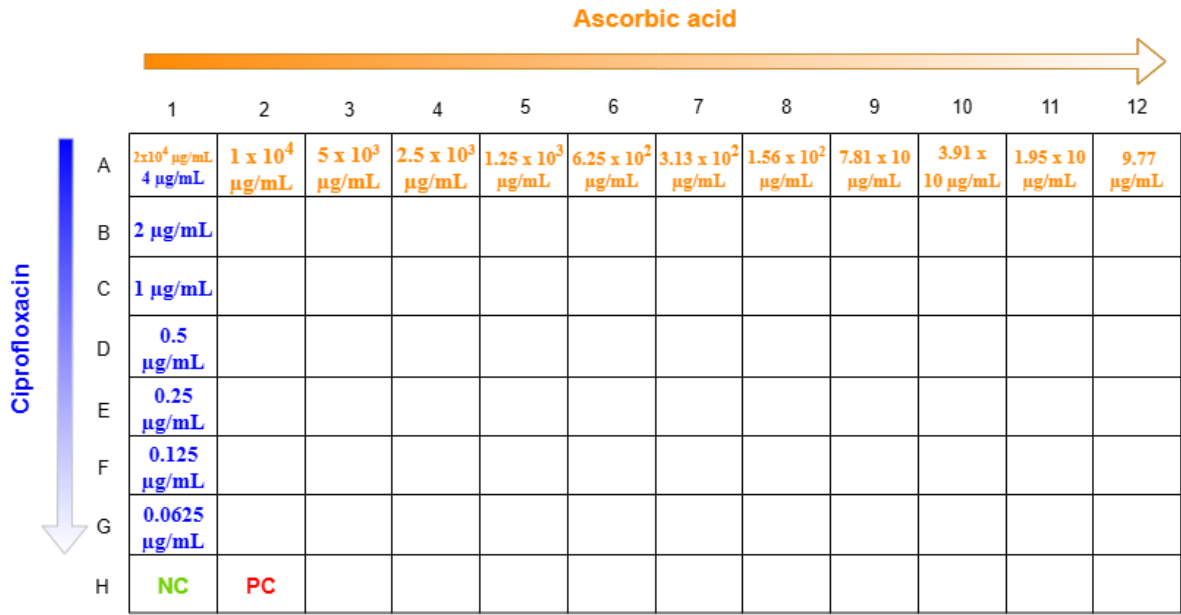 Ascorbic acid
1 2 3 4 5 6 7 8 9 10 11 12
A
2x10⁴ µg/mL
4 µg/mL
1 x 10⁴
µg/mL
5 x 10³
µg/mL
2.5 x 10³
µg/mL
1.25 x 10³
µg/mL
6.25 x 10²
µg/mL
3.13 x 10²
µg/mL
1.56 x 10²
µg/mL
7.81 x 10
µg/mL
3.91 x
10 µg/mL
1.95 x 10
µg/mL
9.77
µg/mL
Ciprofloxacin
B
2 µg/mL
C
1 µg/mL
D
0.5
µg/mL
E
0.25
µg/mL
F
0.125
µg/mL
G
0.0625
µg/mL
H
NC
PC